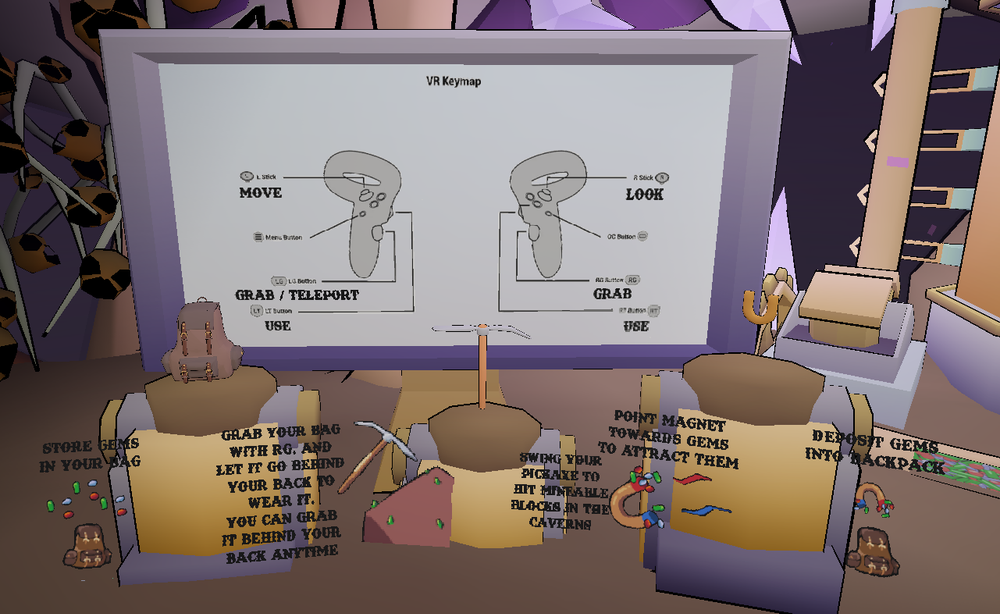 VR Keymap
L Stick
MOVE
Menu Button
LG
LG Button
GRAB / TELEPORT
LT
LT Button
USE
R Stick
R
LOOK
OC Button
RG Button
RG
GRAB
RT Button
RT
USE
STORE GEMS
IN YOUR BAG
GRAB YOUR BAG
WITH RG, AND
LET IT GO BEHIND
YOUR BACK TO
WEAR IT.
YOU CAN GRAB
IT BEHIND YOUR
BACK ANYTIME
SWING YOUR
PICKAXE TO
HIT MINEABLE
BLOCKS IN THE
CAVERNS
POINT MAGNET
TOWARDS GEMS
TO ATTRACT THEM
DEPOSIT GEMS
INTO BACKPACK